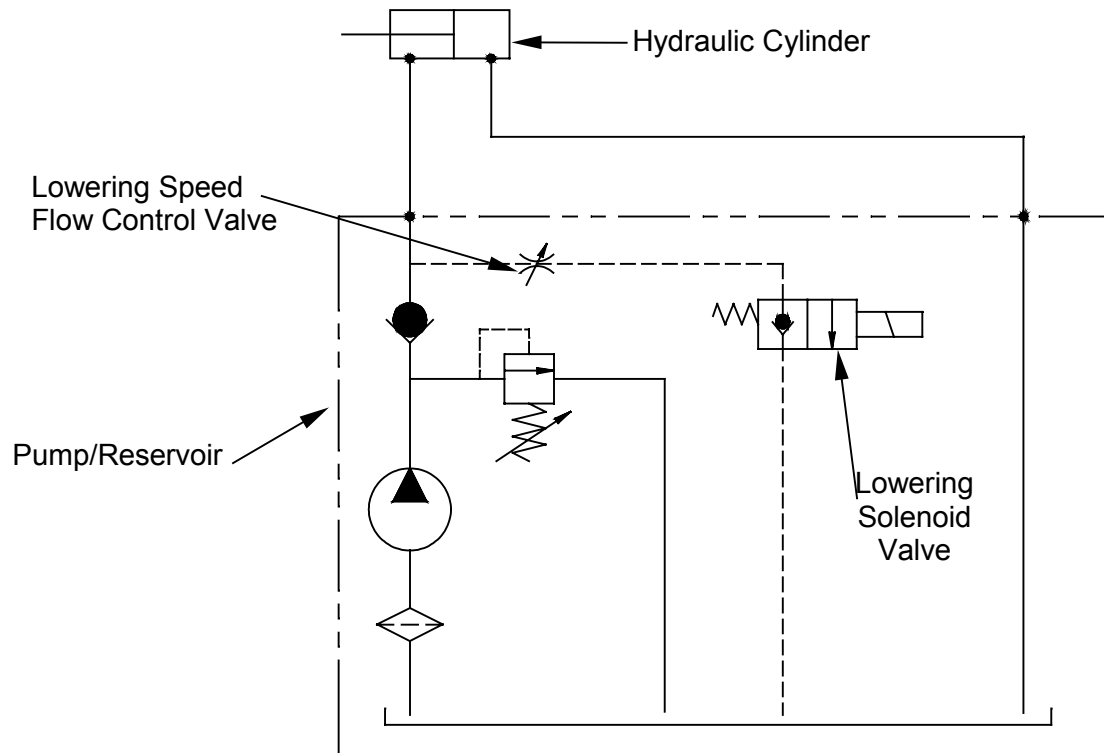 Hydraulic Cylinder
Lowering Speed
Flow Control Valve
Pump/Reservoir
Lowering
Solenoid
Valve